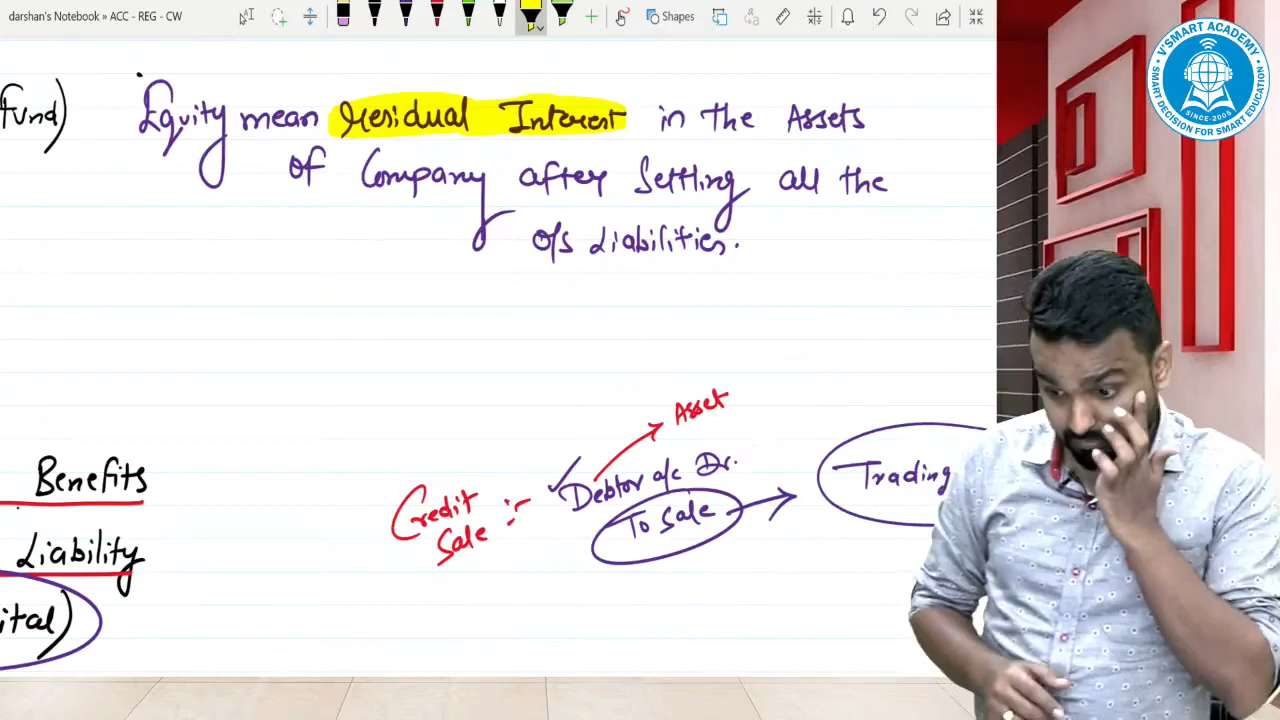 darshan's Notebook » ACC - REG - CW
Shapes
V'SMART ACADEMY
SMART DECISION FOR SMART EDUCATION
SINCE-2005
Fund)
Equity mean residual Interest in the Assets
of Company after Settling all the
o/s Liabilities.
Asset
Benefits
Debtor a/c Dr.
Trading
Credit
Sale :-
To Sale
Liability
ital)